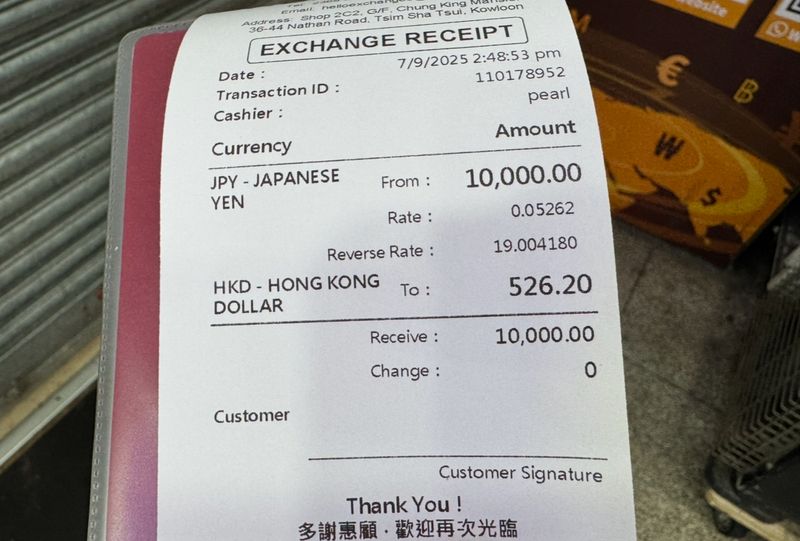 Email: helloexchange
Address: Shop 2C2, G/F, Chung King Mansion
36-44 Nathan Road, Tsim Sha Tsui, Kowloon
EXCHANGE RECEIPT
Date : 7/9/2025 2:48:53 pm
Transaction ID : 110178952
Cashier : pearl
Currency Amount
JPY - JAPANESE YEN From : 10,000.00
Rate : 0.05262
Reverse Rate : 19.004180
HKD - HONG KONG DOLLAR To : 526.20
Receive : 10,000.00
Change : 0
Customer
Customer Signature
Thank You !
多謝惠顧 . 歡迎再次光臨
website
€
₿
₩
$